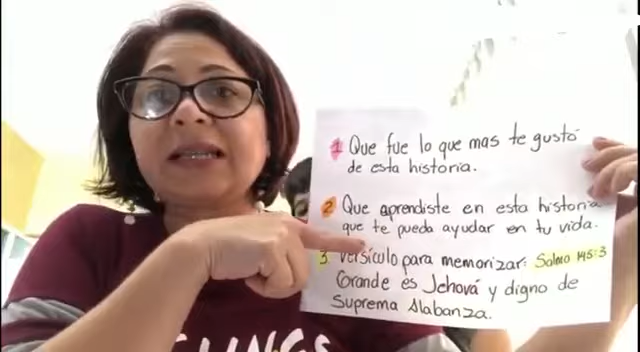 1 Que fue lo que mas te gustó
de esta historia.
2 Que aprendiste en esta historia
que te pueda ayudar en tu vida.
3 Versículo para memorizar: Salmo 145:3
Grande es Jehová y digno de
Suprema Alabanza.